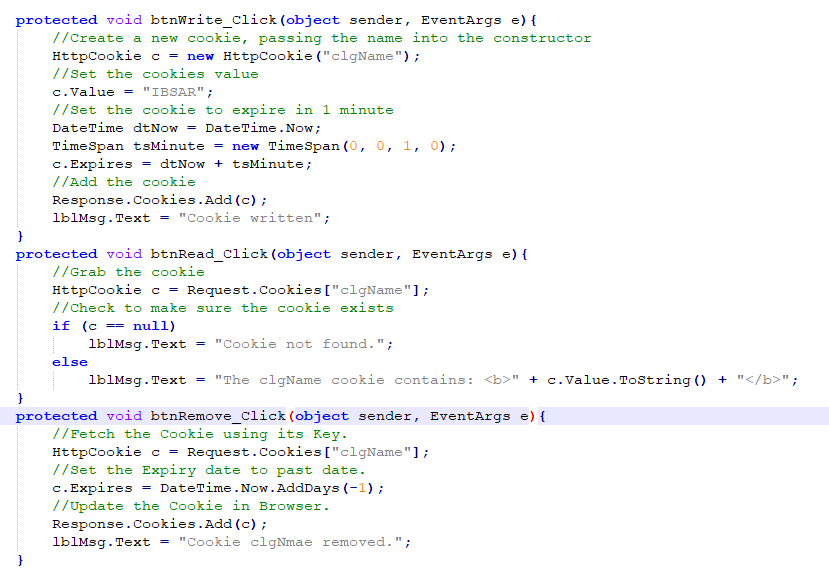 protected void btnWrite_Click(object sender, EventArgs e){
    //Create a new cookie, passing the name into the constructor
    HttpCookie c = new HttpCookie("clgName");
    //Set the cookies value
    c.Value = "IBSAR";
    //Set the cookie to expire in 1 minute
    DateTime dtNow = DateTime.Now;
    TimeSpan tsMinute = new TimeSpan(0, 0, 1, 0);
    c.Expires = dtNow + tsMinute;
    //Add the cookie
    Response.Cookies.Add(c);
    lblMsg.Text = "Cookie written";
}
protected void btnRead_Click(object sender, EventArgs e){
    //Grab the cookie
    HttpCookie c = Request.Cookies["clgName"];
    //Check to make sure the cookie exists
    if (c == null)
        lblMsg.Text = "Cookie not found.";
    else
        lblMsg.Text = "The clgName cookie contains: <b>" + c.Value.ToString() + "</b>";
}
protected void btnRemove_Click(object sender, EventArgs e){
    //Fetch the Cookie using its Key.
    HttpCookie c = Request.Cookies["clgName"];
    //Set the Expiry date to past date.
    c.Expires = DateTime.Now.AddDays(-1);
    //Update the Cookie in Browser.
    Response.Cookies.Add(c);
    lblMsg.Text = "Cookie clgNmae removed.";
}